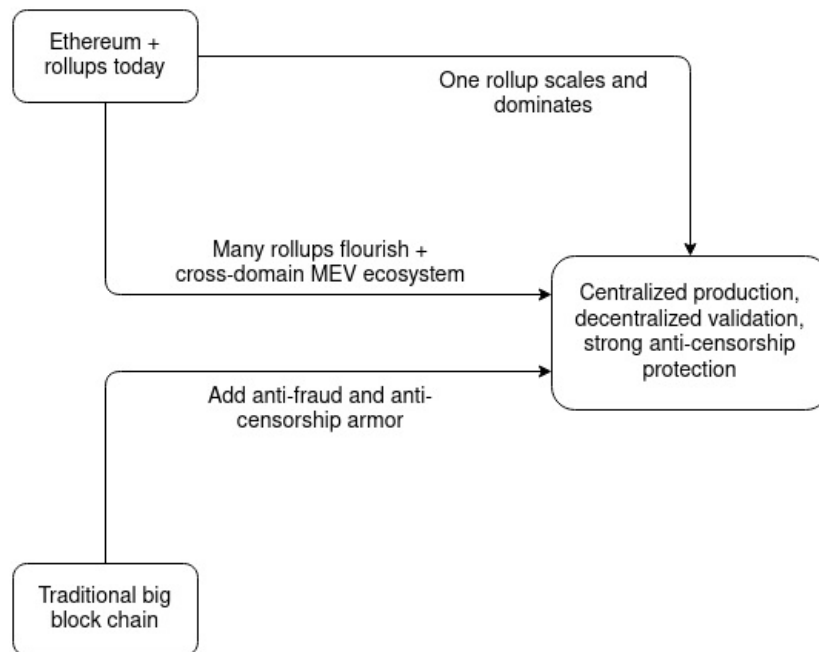 Ethereum +
rollups today
One rollup scales and
dominates
Many rollups flourish +
cross-domain MEV ecosystem
Centralized production,
decentralized validation,
strong anti-censorship
protection
Add anti-fraud and anti-
censorship armor
Traditional big
block chain